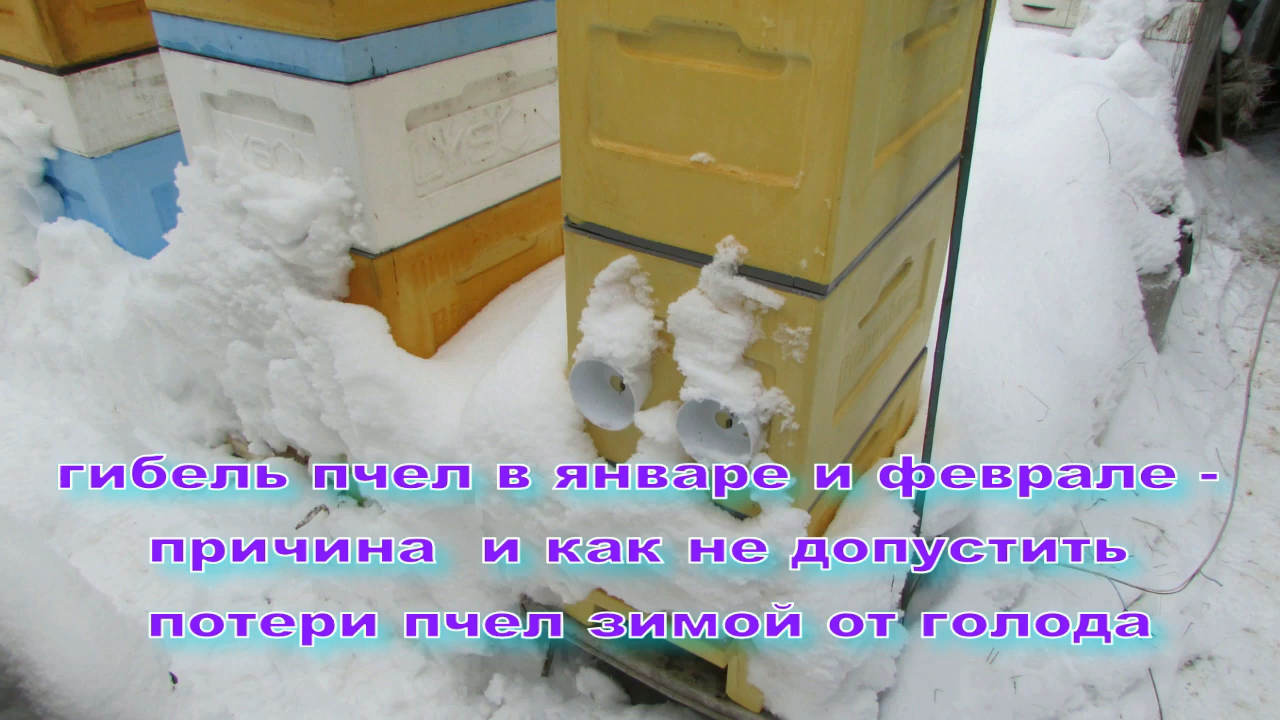 гибель пчел в январе и феврале -
причина и как не допустить
потери пчел зимой от голода